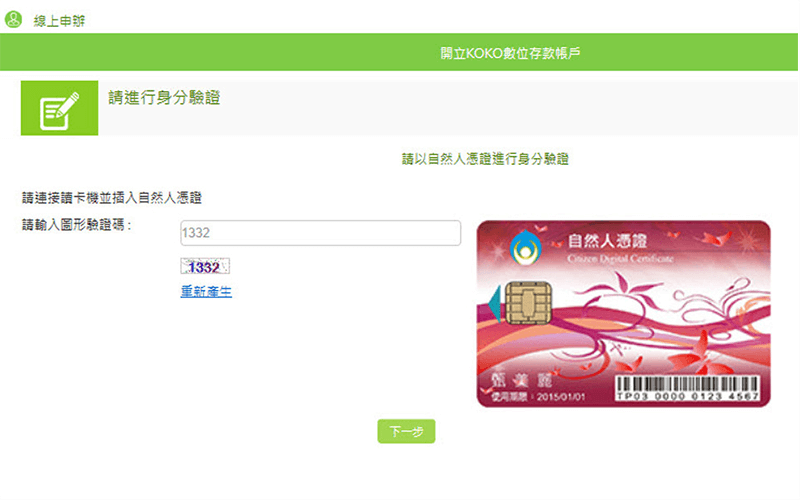 線上申辦
開立KOKO數位存款帳戶
請進行身分驗證
請以自然人憑證進行身分驗證
請連接讀卡機並插入自然人憑證
請輸入圖形驗證碼 :
1332
1332
重新產生
自然人憑證
Citizen Digital Certificate
甄美麗
使用期限：2015/01/01
TP03 0000 0123 4567
下一步